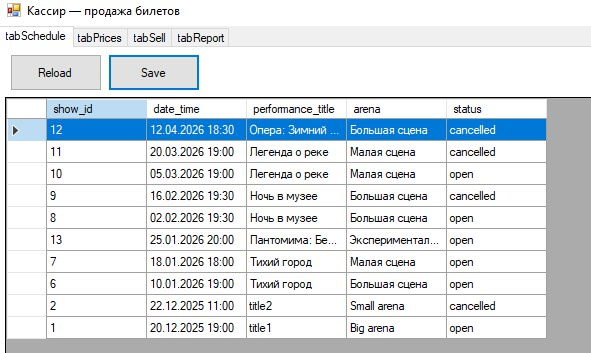 Кассир — продажа билетов
tabSchedule tabPrices tabSell tabReport
Reload Save
show_id date_time performance_title arena status
12 12.04.2026 18:30 Опера: Зимний ... Большая сцена cancelled
11 20.03.2026 19:00 Легенда о реке Малая сцена cancelled
10 05.03.2026 19:00 Легенда о реке Малая сцена open
9 16.02.2026 19:30 Ночь в музее Большая сцена cancelled
8 02.02.2026 19:30 Ночь в музее Большая сцена open
13 25.01.2026 20:00 Пантомима: Бе... Экспериментал... open
7 18.01.2026 18:00 Тихий город Малая сцена open
6 10.01.2026 19:00 Тихий город Большая сцена open
2 22.12.2025 11:00 title2 Small arena cancelled
1 20.12.2025 19:00 title1 Big arena open